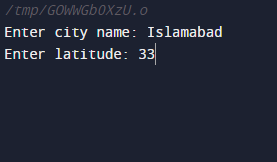 /tmp/GOWWGb0XzU.o
Enter city name: Islamabad
Enter latitude: 33